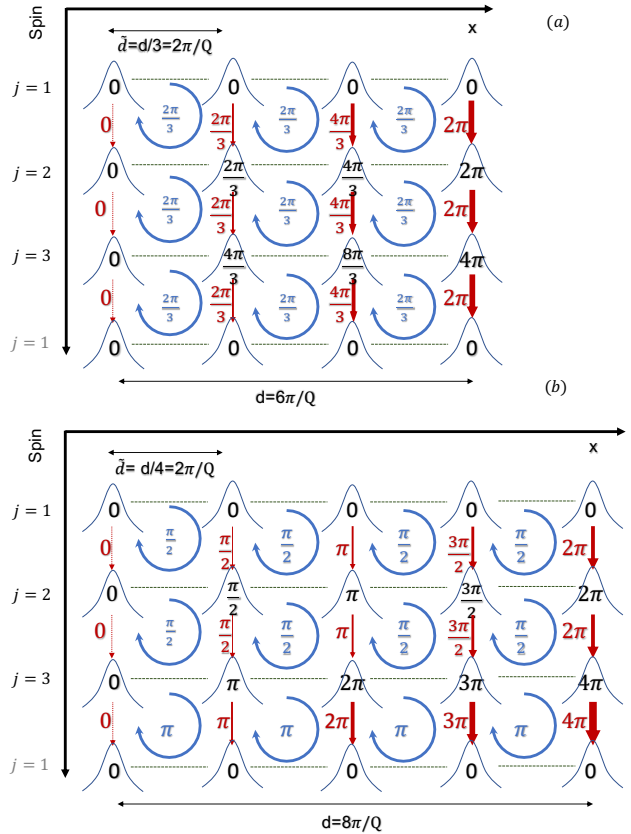 Spin
x
(a)
d̃=d/3=2π/Q
j = 1
0 0 0 0
2π/3 2π/3 2π/3
0 2π/3 4π/3 2π
j = 2
0 2π/3 4π/3 2π
2π/3 2π/3 2π/3
0 2π/3 4π/3 2π
j = 3
0 4π/3 8π/3 4π
2π/3 2π/3 2π/3
0 2π/3 4π/3 2π
j = 1
0 0 0 0
d=6π/Q
(b)
Spin
x
d̃= d/4=2π/Q
j = 1
0 0 0 0 0
π/2 π/2 π/2 π/2
0 π/2 π 3π/2 2π
j = 2
0 π/2 π 3π/2 2π
π/2 π/2 π/2 π/2
0 π/2 π 3π/2 2π
j = 3
0 π 2π 3π 4π
0 π π π 2π π 3π π 4π
j = 1
0 0 0 0 0
d=8π/Q